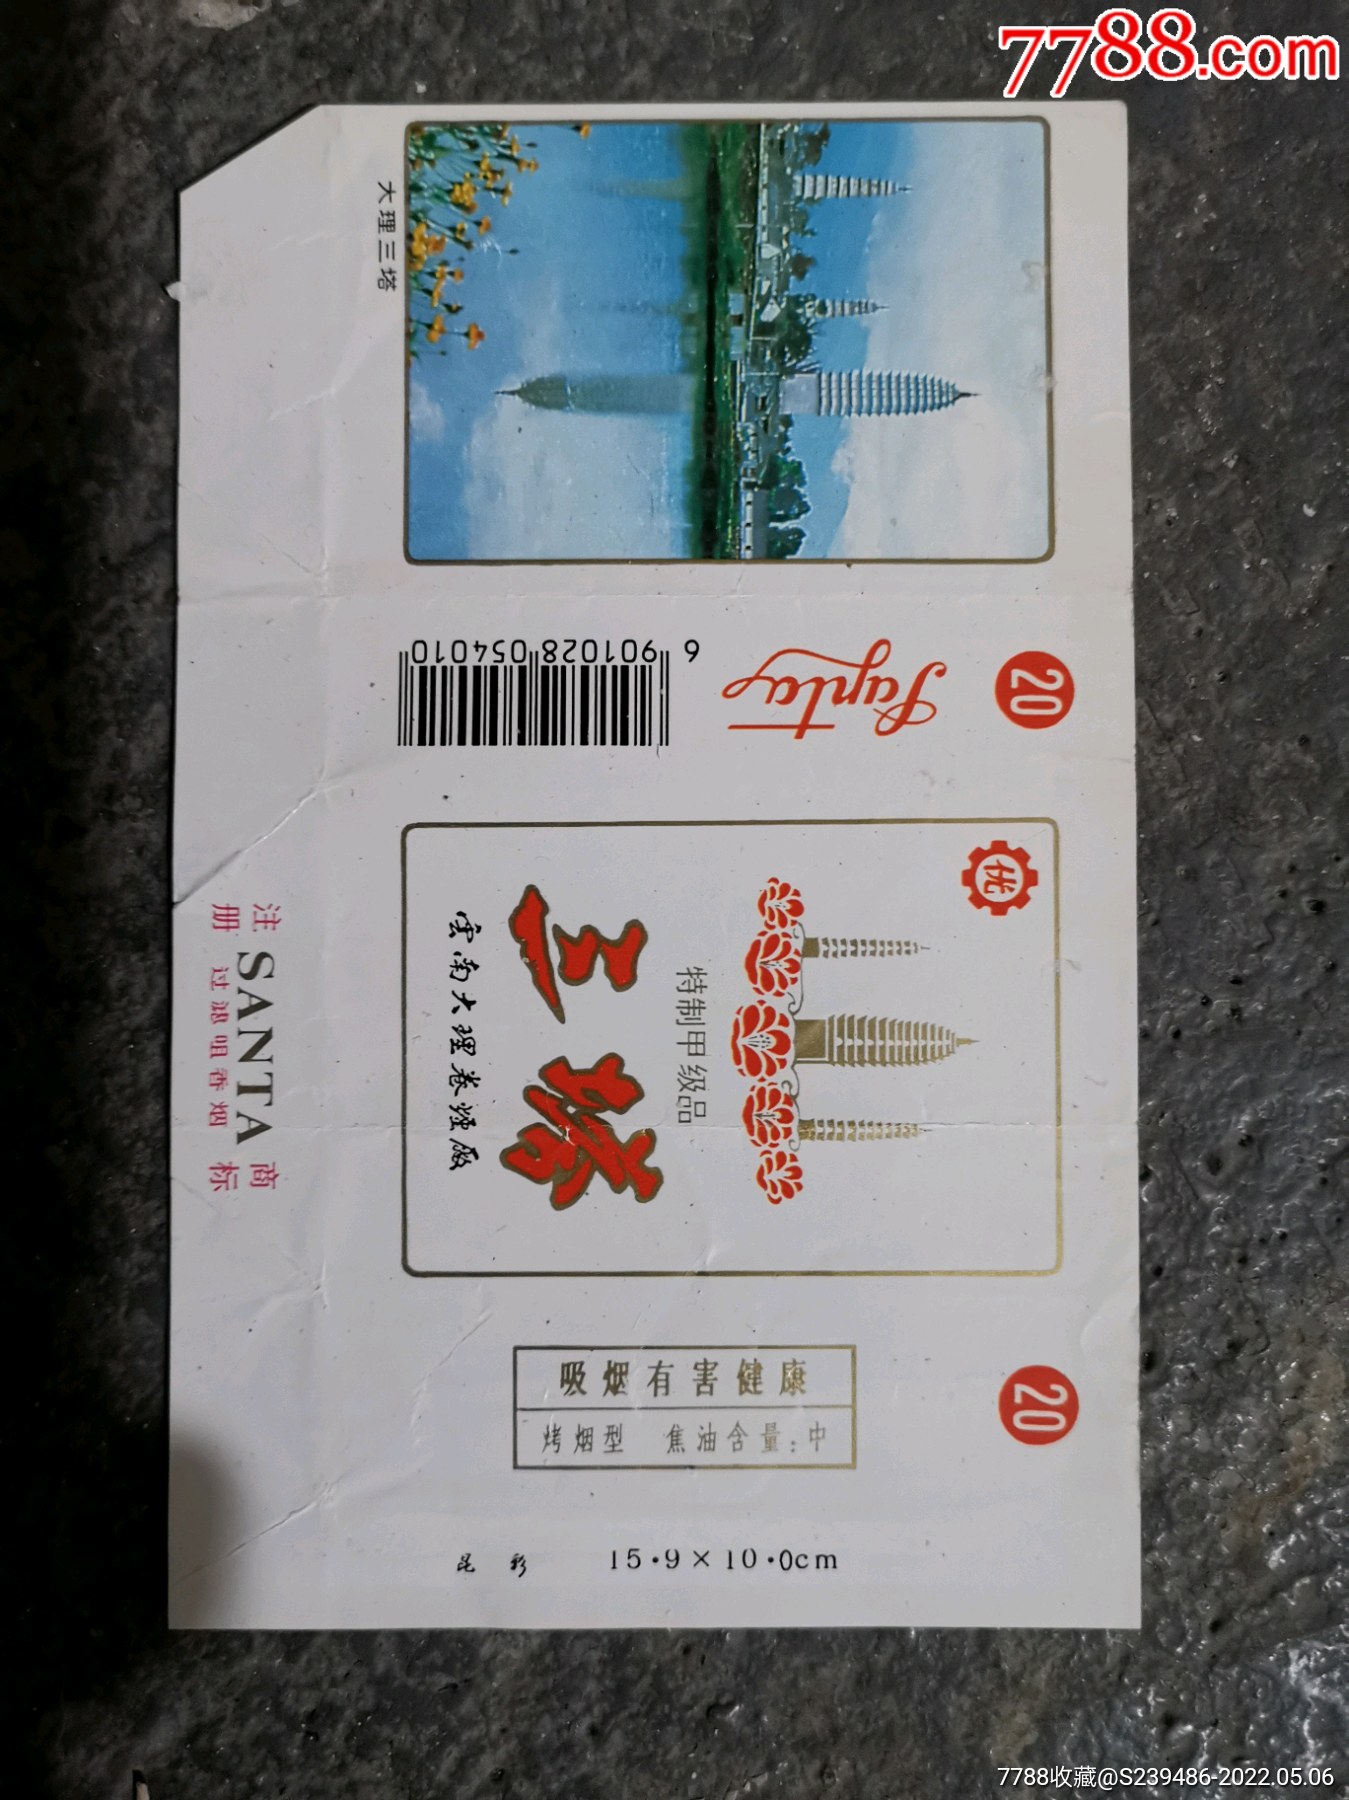 7788.com
大理三塔
6 901028 054010
Santa
20
优
特制甲级品
三塔
云南大理卷烟厂
注册 SANTA 商标
过滤咀香烟
吸烟有害健康
烤烟型 焦油含量:中
20
昆彩 15·9×10·0cm
7788收藏@S239486-2022.05.06